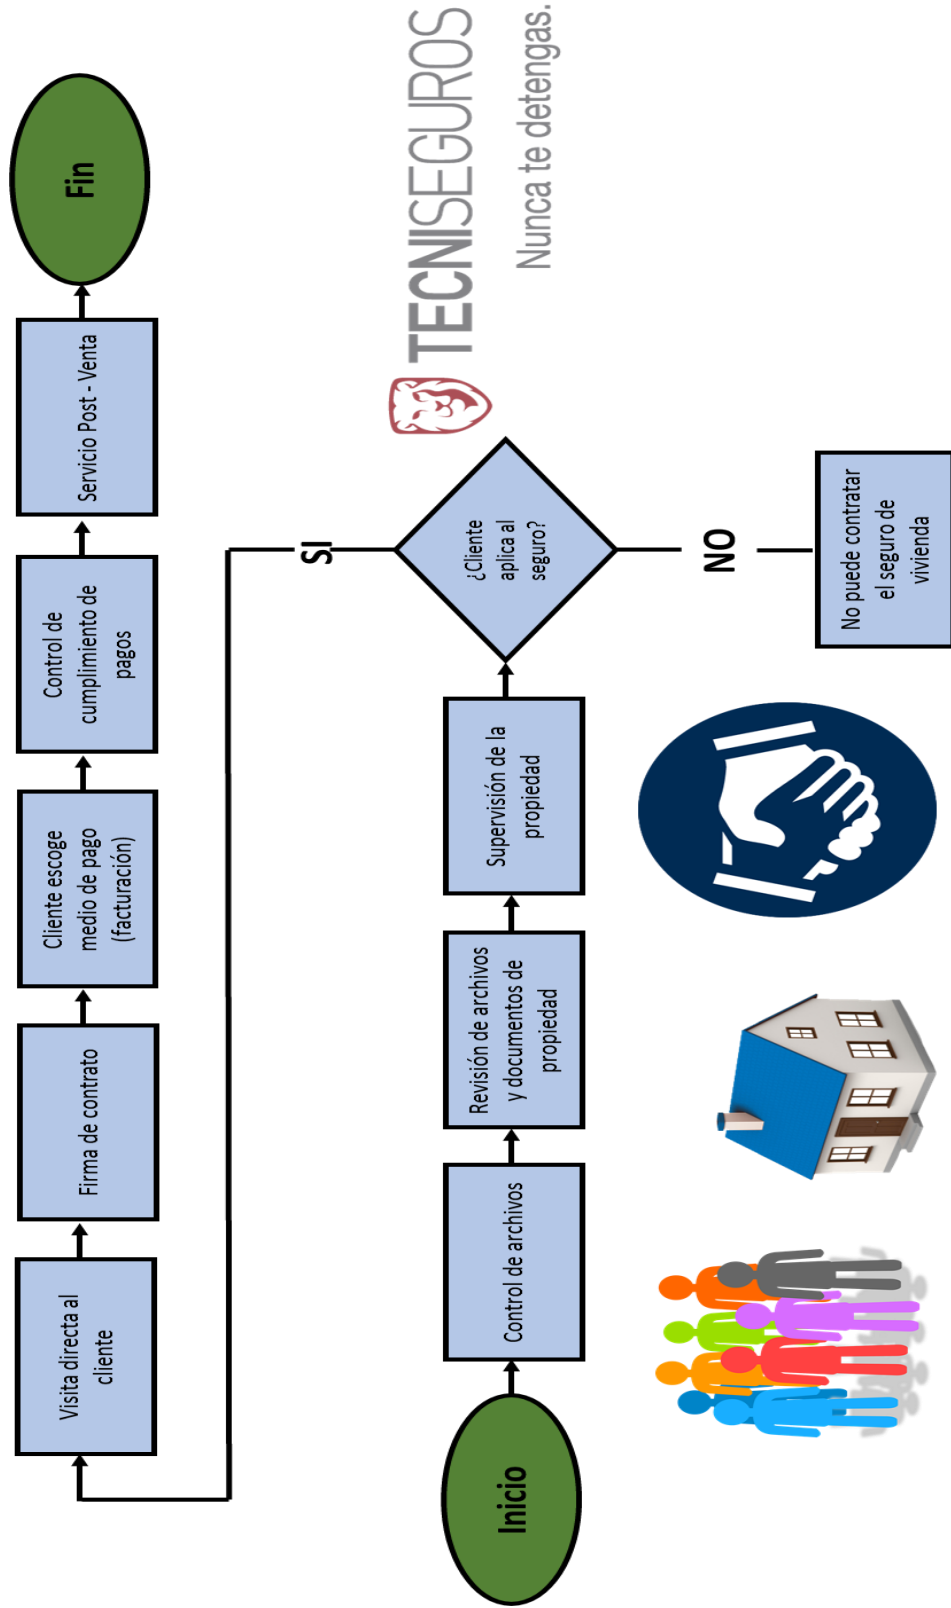 Inicio
Control de archivos
Revisión de archivos
y documentos de
propiedad
Supervisión de la
propiedad
¿Cliente
aplica al
seguro?
SI
NO
No puede contratar
el seguro de
vivienda
Visita directa al
cliente
Firma de contrato
Cliente escoge
medio de pago
(facturación)
Control de
cumplimiento de
pagos
Servicio Post - Venta
Fin
TECNISEGUROS
Nunca te detengas.